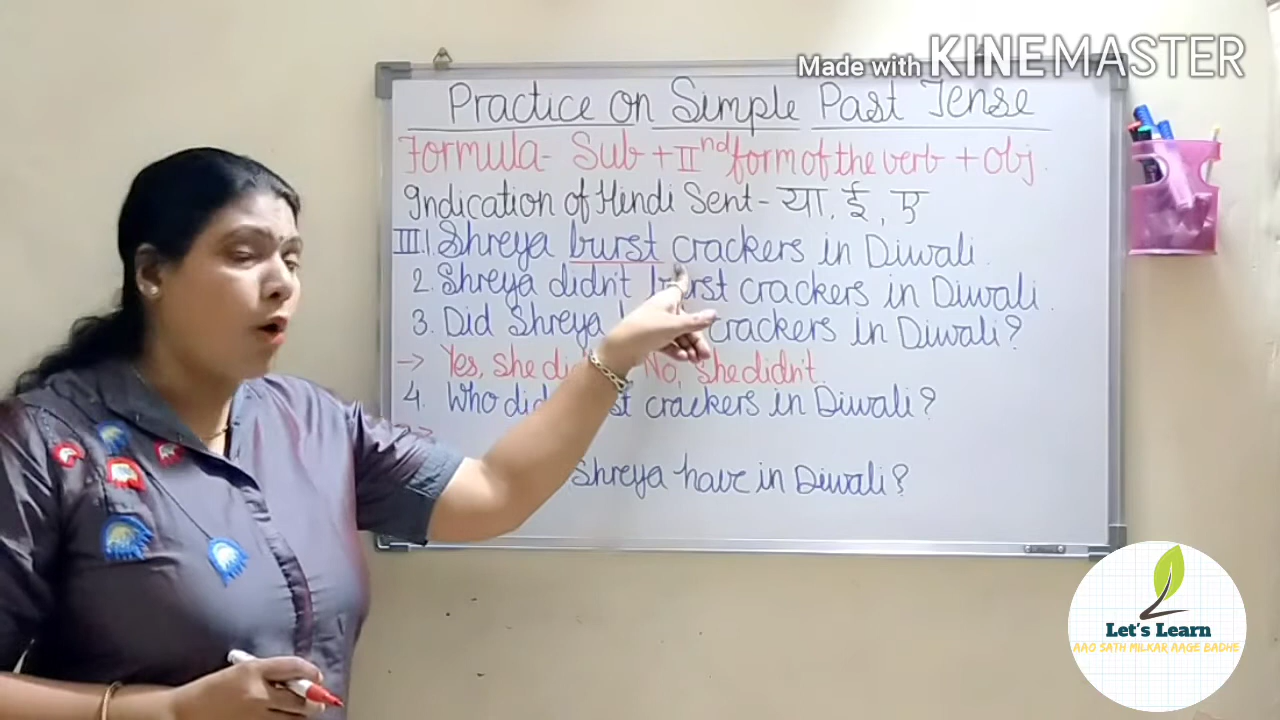 Made with KINEMASTER
Practice on Simple Past Tense
Formula- Sub + IInd form of the verb + obj.
Indication of Hindi Sent - या, ई, ए
III.1. Shreya burst crackers in Diwali.
2. Shreya didn't burst crackers in Diwali.
3. Did Shreya crackers in Diwali?
→ Yes, She No, She didn't.
4. Who did crackers in Diwali?
Shreya have in Diwali?
Let's Learn
AAO SATH MILKAR AAGE BADHE